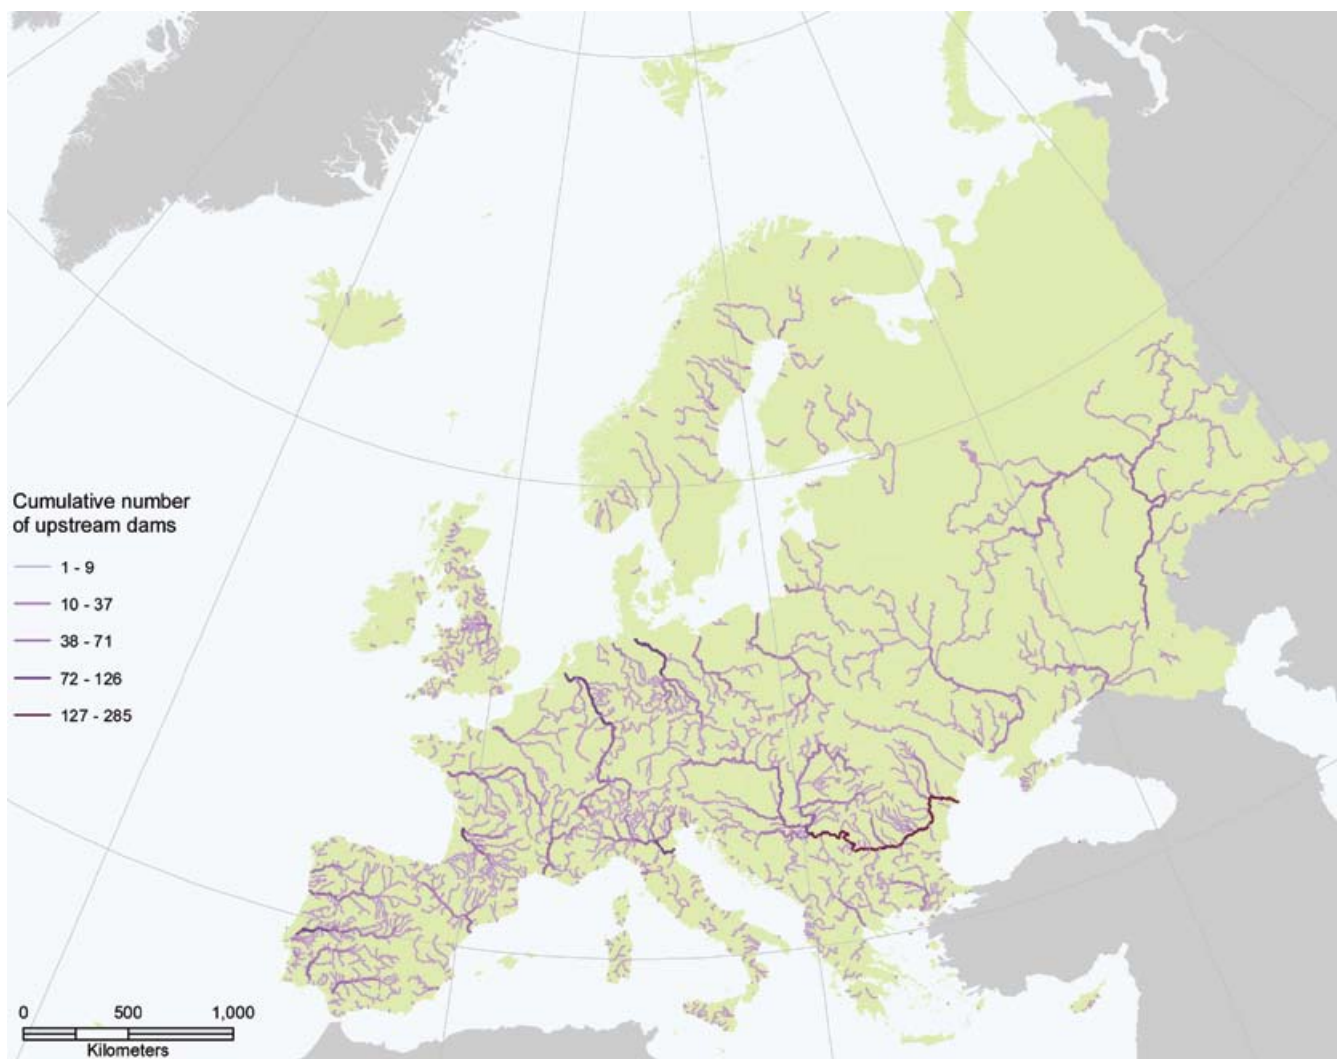 Cumulative number
of upstream dams
1 - 9
10 - 37
38 - 71
72 - 126
127 - 285
0 500 1,000
Kilometers